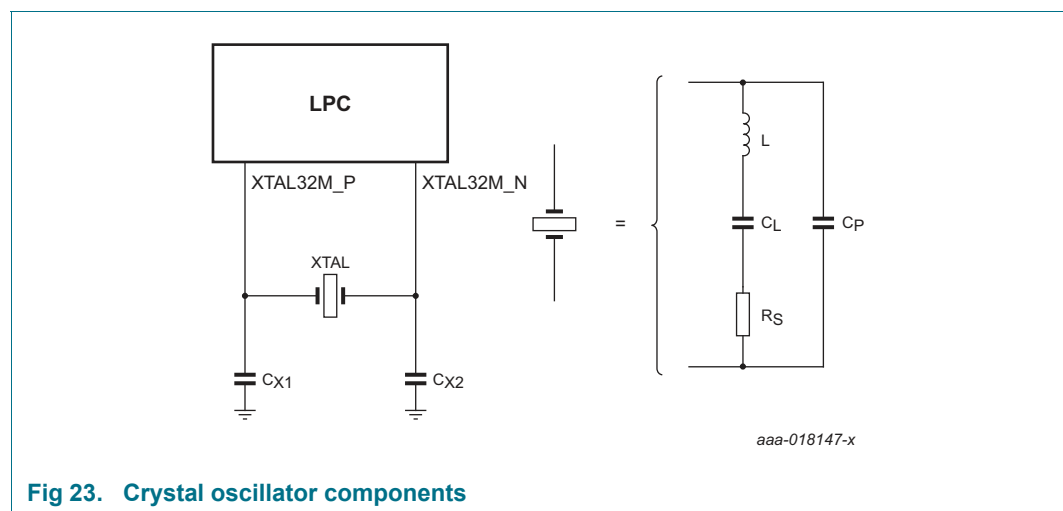 LPC
XTAL32M_P
XTAL32M_N
XTAL
CX1
CX2
=
L
CL
CP
RS
aaa-018147-x
Fig 23. Crystal oscillator components